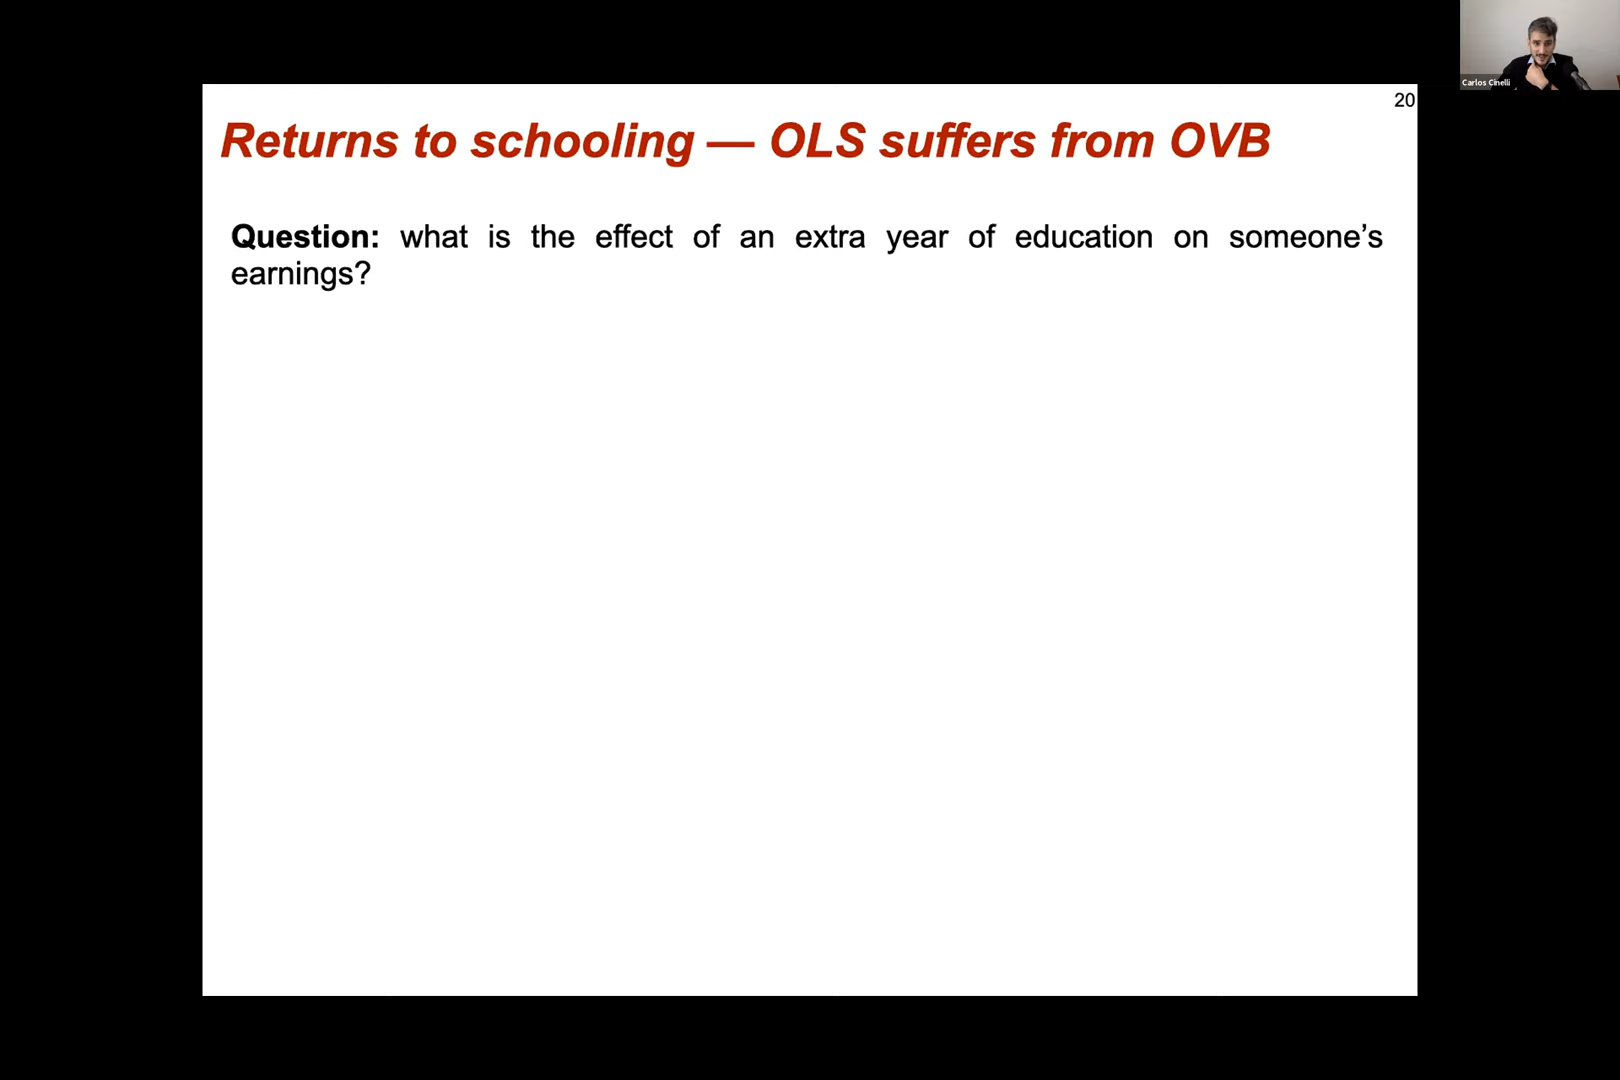 Carlos Cinelli
20
Returns to schooling — OLS suffers from OVB
Question: what is the effect of an extra year of education on someone’s
earnings?